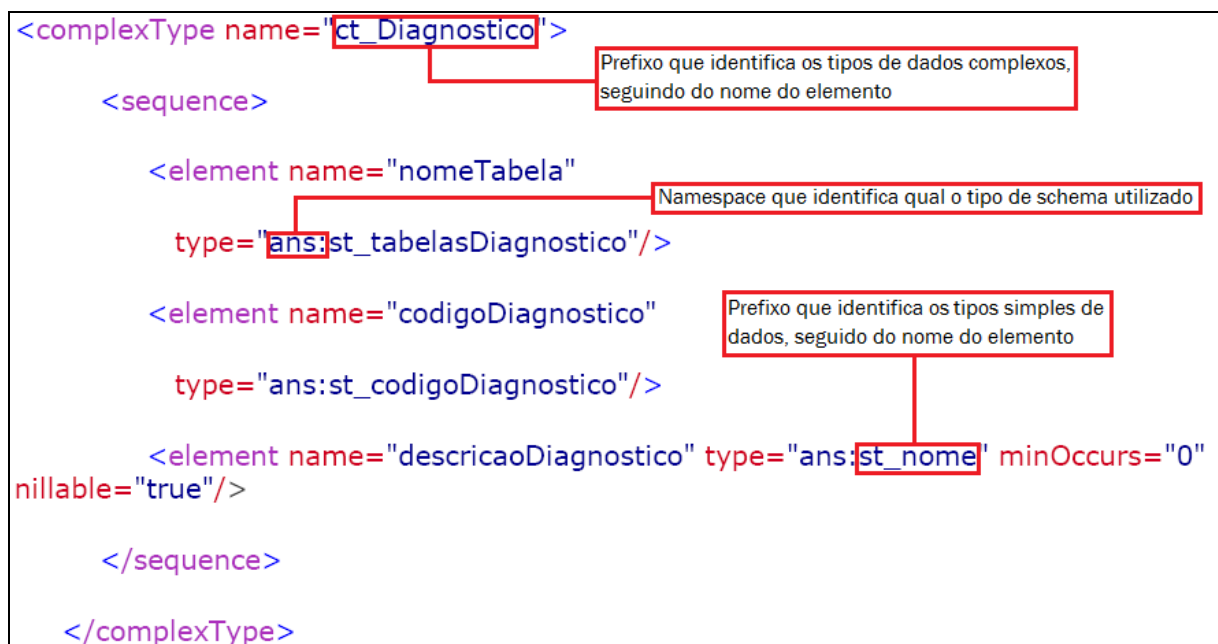 <complexType name="ct_Diagnostico">
Prefixo que identifica os tipos de dados complexos,
seguindo do nome do elemento
<sequence>
<element name="nomeTabela"
Namespace que identifica qual o tipo de schema utilizado
type="ans:st_tabelasDiagnostico"/>
<element name="codigoDiagnostico"
Prefixo que identifica os tipos simples de
dados, seguido do nome do elemento
type="ans:st_codigoDiagnostico"/>
<element name="descricaoDiagnostico" type="ans:st_nome" minOccurs="0"
nillable="true"/>
</sequence>
</complexType>